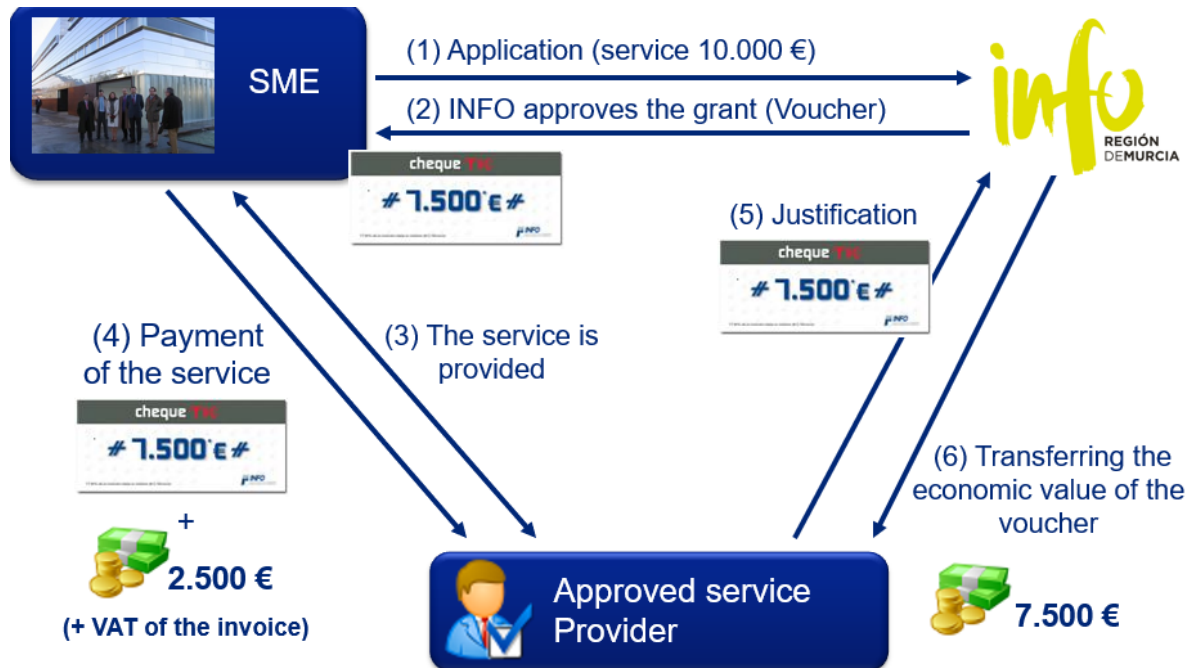 SME
(1) Application (service 10.000 €)
(2) INFO approves the grant (Voucher)
info
REGIÓN
DEMURCIA
cheque TIC
# 7.500 € #
INFO
(5) Justification
cheque TIC
# 7.500 € #
INFO
(4) Payment
of the service
(3) The service is
provided
cheque TIC
# 7.500 € #
INFO
+
2.500 €
(+ VAT of the invoice)
(6) Transferring the
economic value of the
voucher
7.500 €
Approved service
Provider